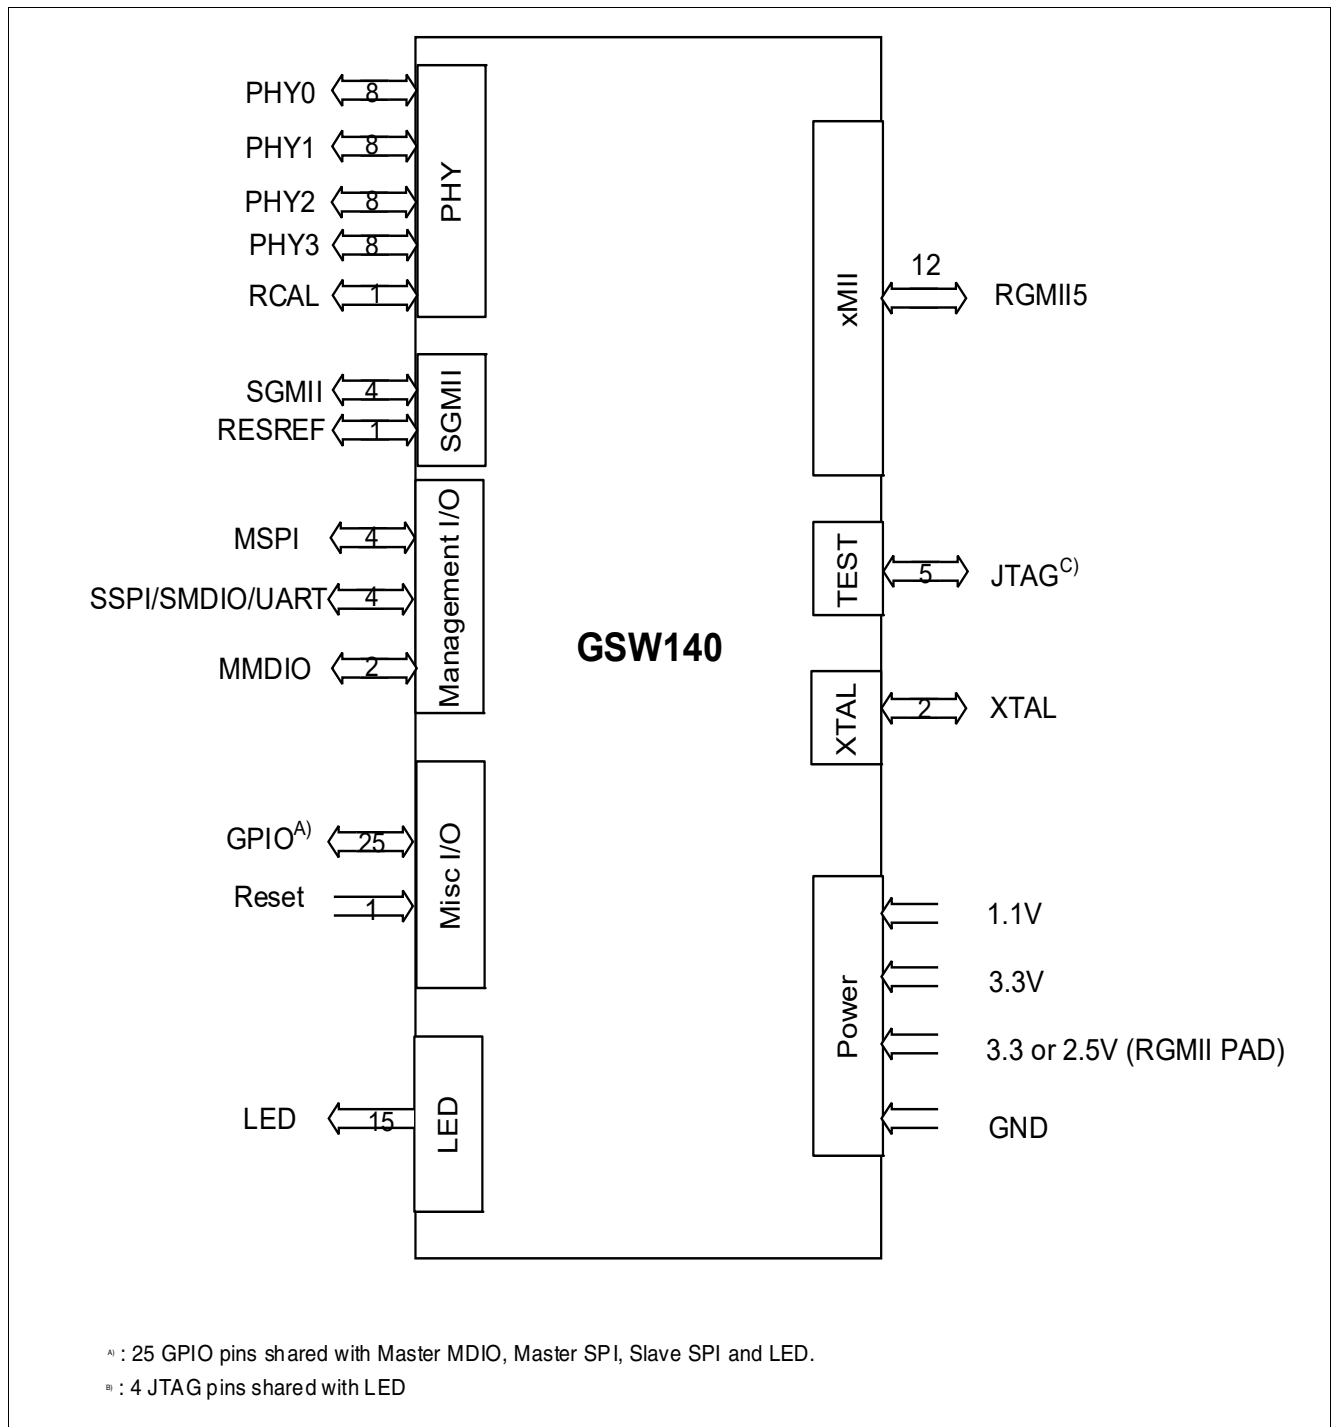 PHY0 8
PHY1 8
PHY2 8
PHY3 8
RCAL 1
PHY
SGMII 4
RESREF 1
SGMII
MSPI 4
SSPI/SMDIO/UART 4
MMDIO 2
Management I/O
GPIO A) 25
Reset 1
Misc I/O
LED 15
LED
GSW140
xMII
12
RGMII5
TEST
5 JTAG C)
XTAL
2 XTAL
Power
1.1V
3.3V
3.3 or 2.5V (RGMII PAD)
GND
A) : 25 GPIO pins shared with Master MDIO, Master SPI, Slave SPI and LED.
B) : 4 JTAG pins shared with LED